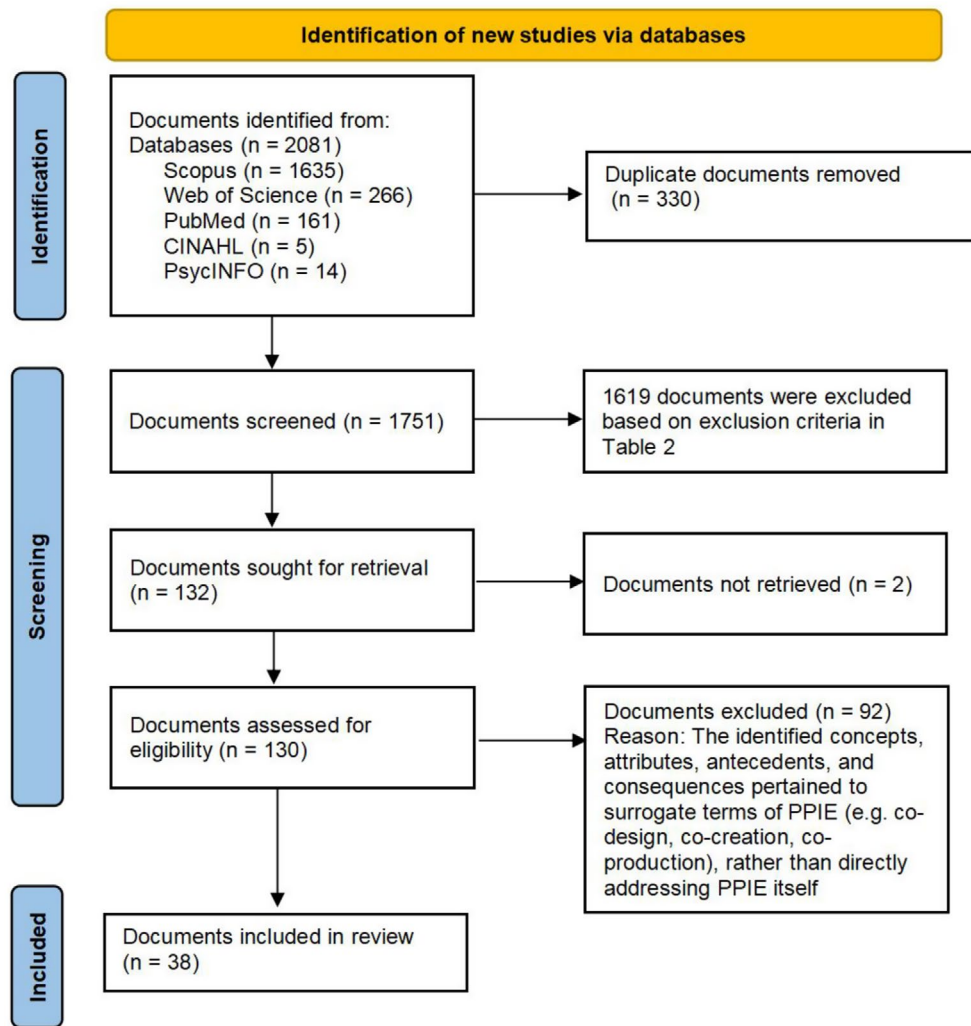 Identification of new studies via databases
Identification
Documents identified from:
Databases (n = 2081)
Scopus (n = 1635)
Web of Science (n = 266)
PubMed (n = 161)
CINAHL (n = 5)
PsycINFO (n = 14)
Duplicate documents removed
(n = 330)
Screening
Documents screened (n = 1751)
1619 documents were excluded
based on exclusion criteria in
Table 2
Documents sought for retrieval
(n = 132)
Documents not retrieved (n = 2)
Documents assessed for
eligibility (n = 130)
Documents excluded (n = 92)
Reason: The identified concepts,
attributes, antecedents, and
consequences pertained to
surrogate terms of PPIE (e.g. co-
design, co-creation, co-
production), rather than directly
addressing PPIE itself
Included
Documents included in review
(n = 38)